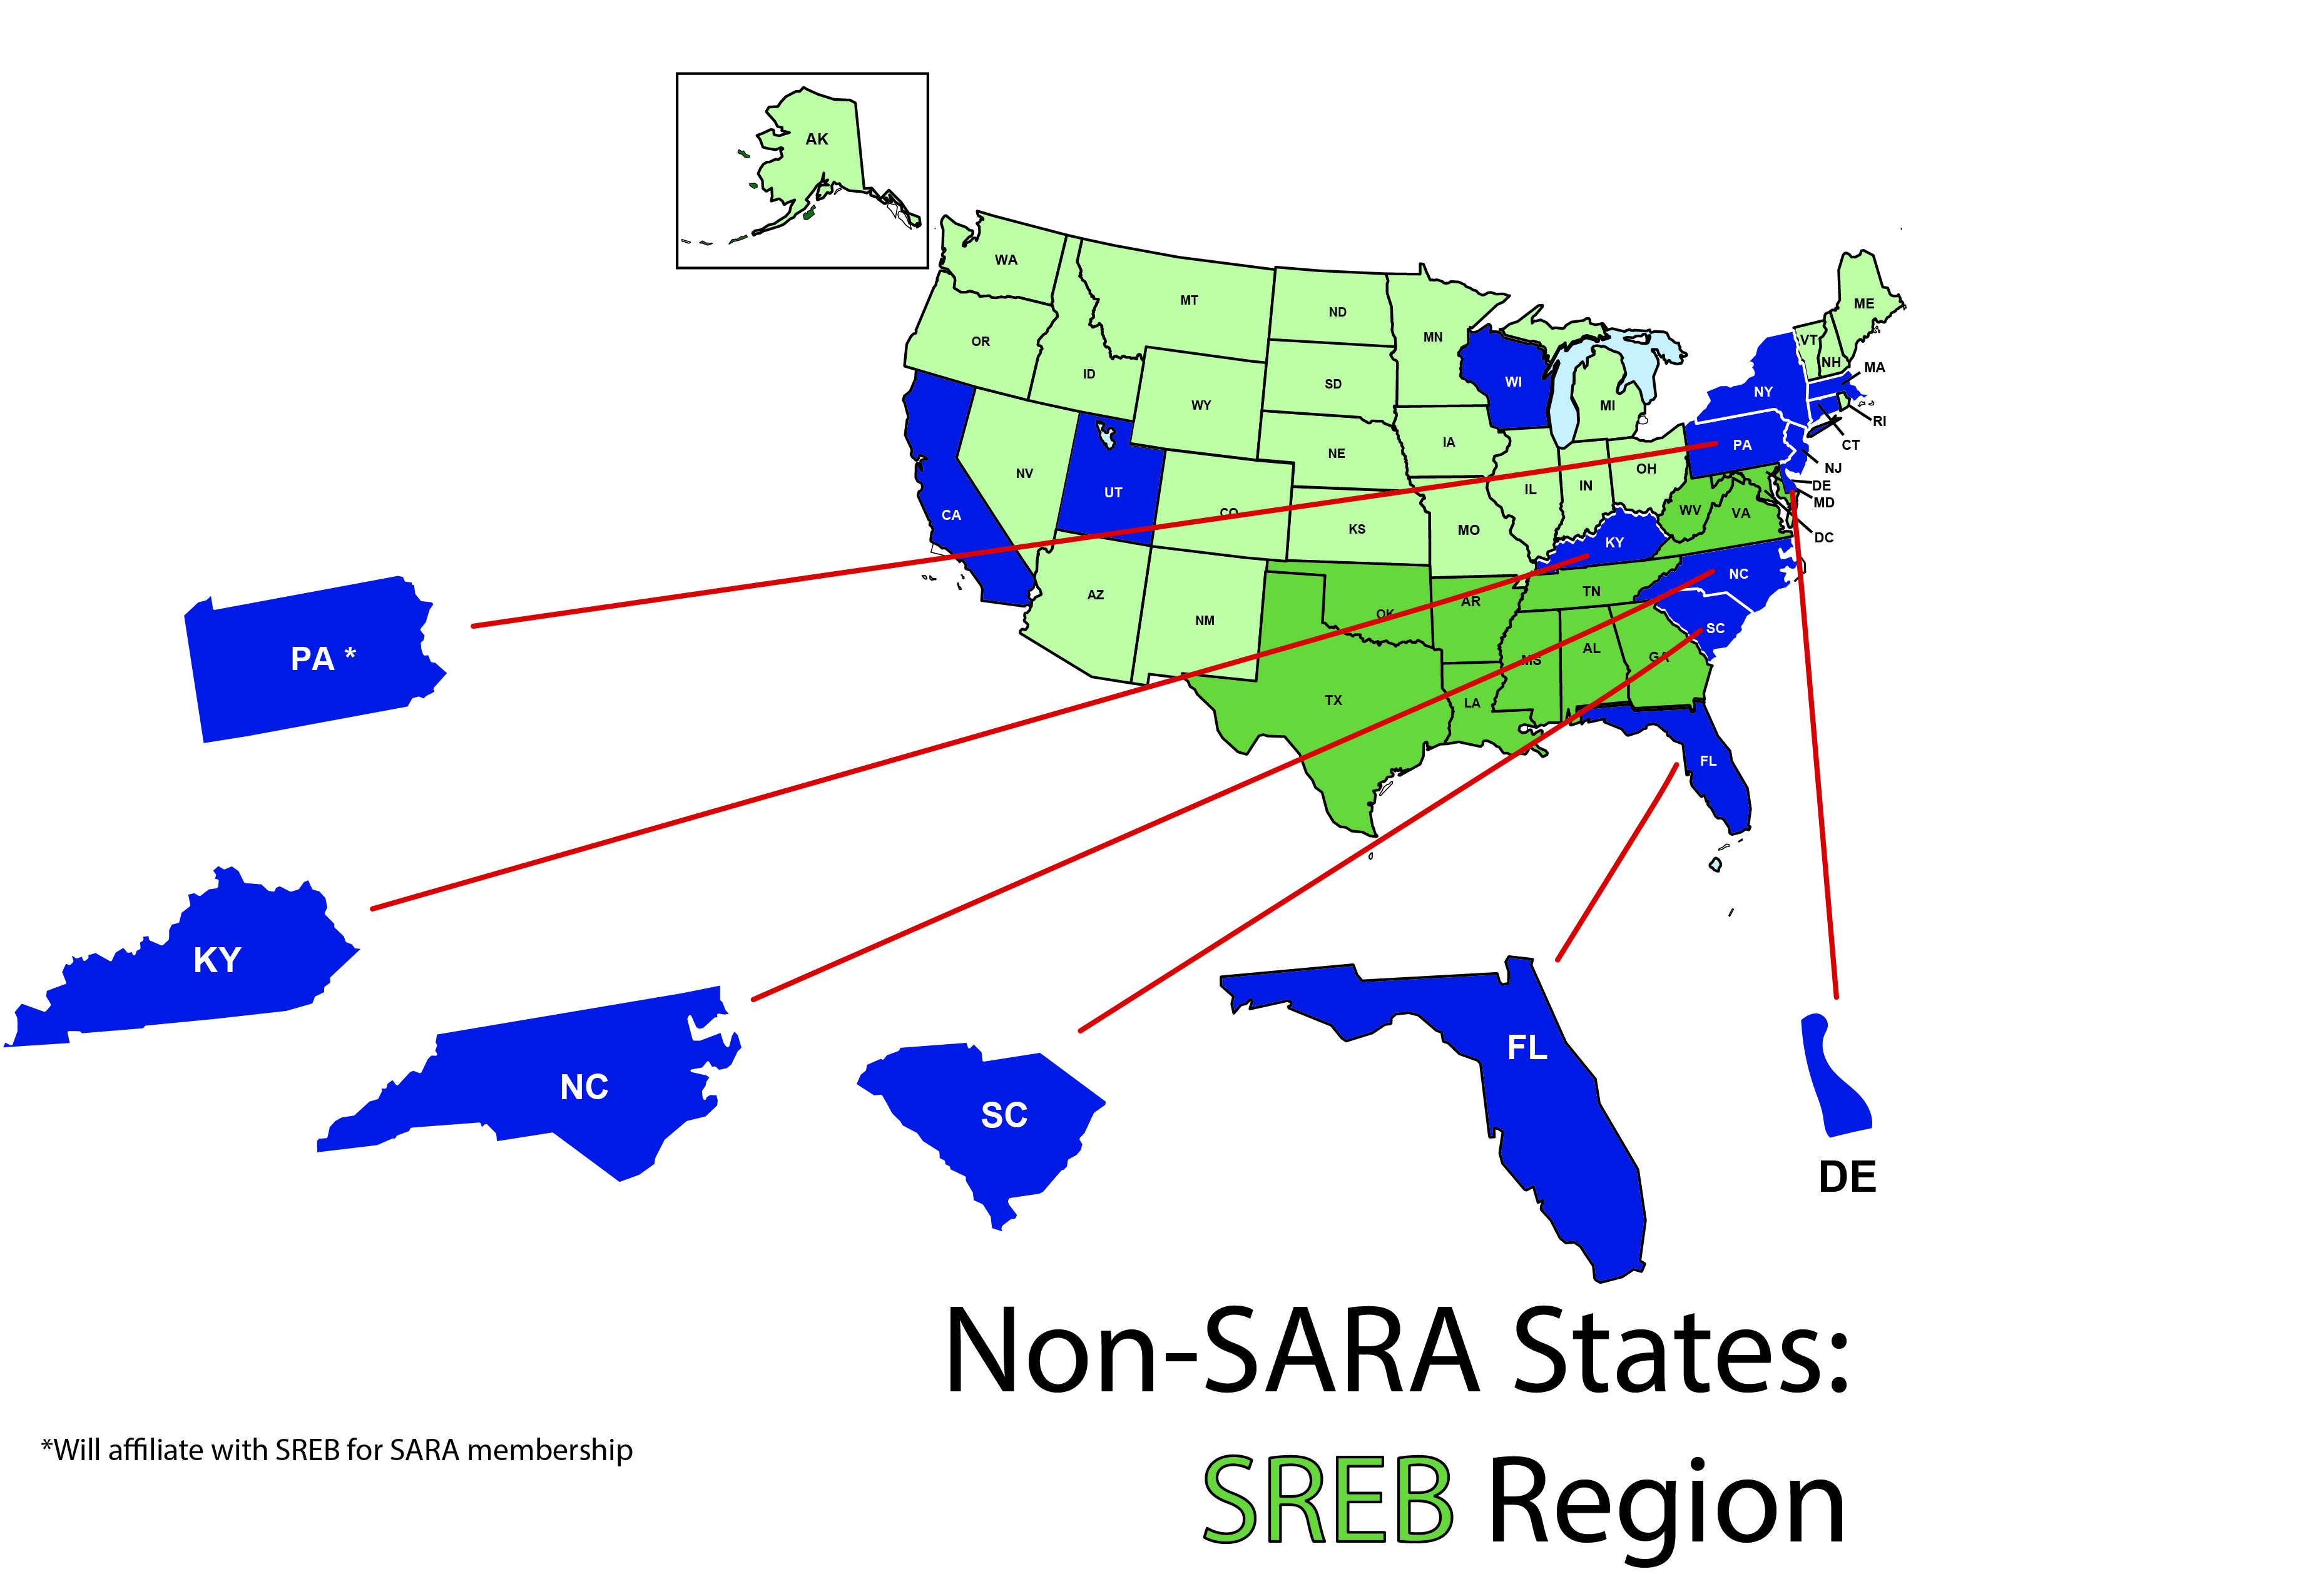 AK
WA
MT
ND
MN
ME
VT
NH
OR
ID
SD
WI
MI
NY
MA
WY
RI
IA
PA
CT
NV
UT
NE
OH
NJ
CA
CO
KS
MO
IL
IN
WV
VA
DE
MD
DC
KY
NC
AZ
NM
OK
AR
TN
SC
TX
LA
MS
AL
GA
FL
PA *
KY
NC
SC
FL
DE
Non-SARA States:
SREB Region
*Will affiliate with SREB for SARA membership